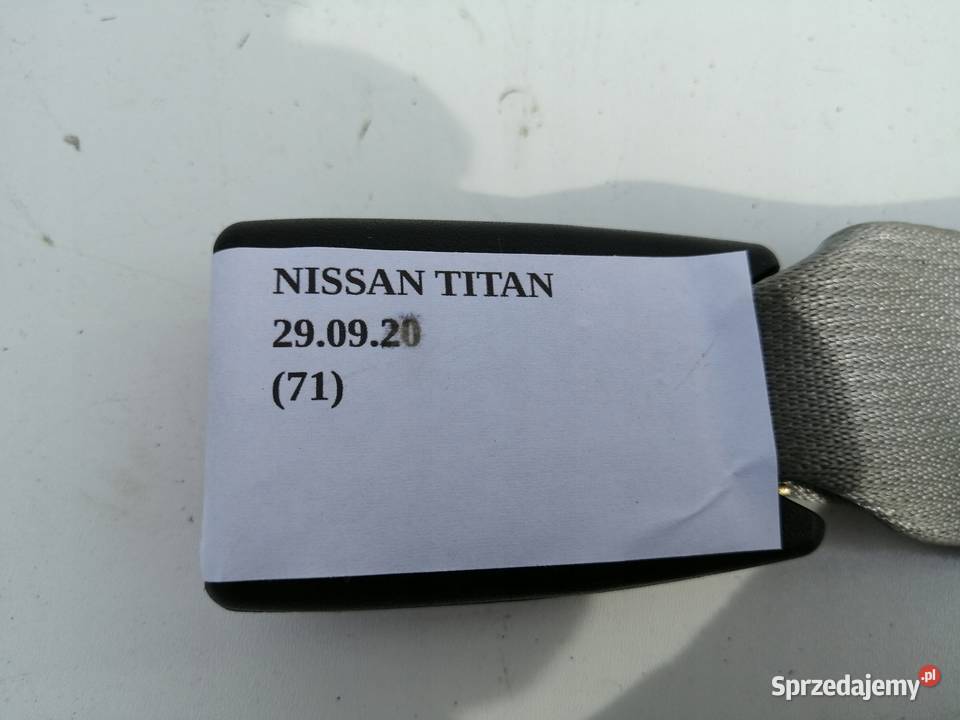 NISSAN TITAN
29.09.20
(71)
Sprzedajemy.pl